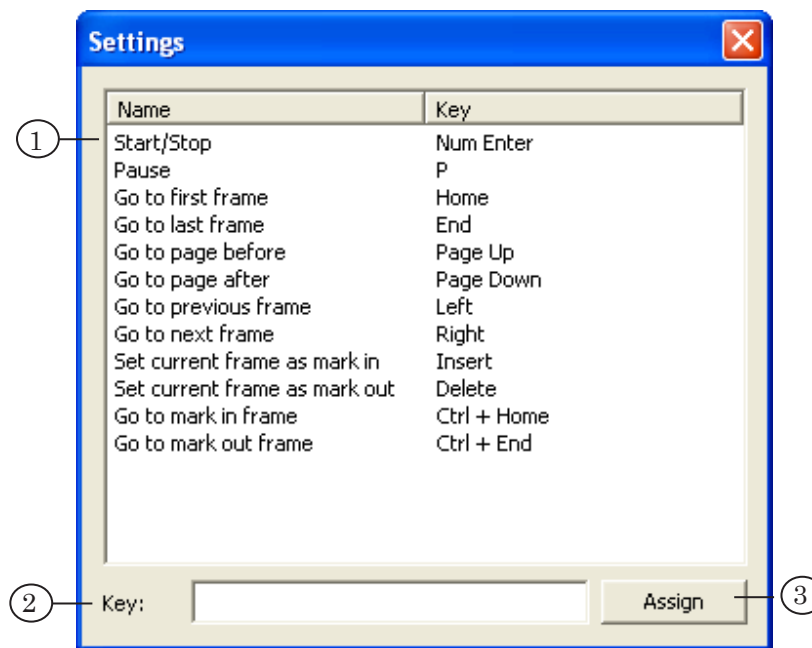 Settings
Name Key
1 Start/Stop Num Enter
Pause P
Go to first frame Home
Go to last frame End
Go to page before Page Up
Go to page after Page Down
Go to previous frame Left
Go to next frame Right
Set current frame as mark in Insert
Set current frame as mark out Delete
Go to mark in frame Ctrl + Home
Go to mark out frame Ctrl + End
2 Key: Assign 3